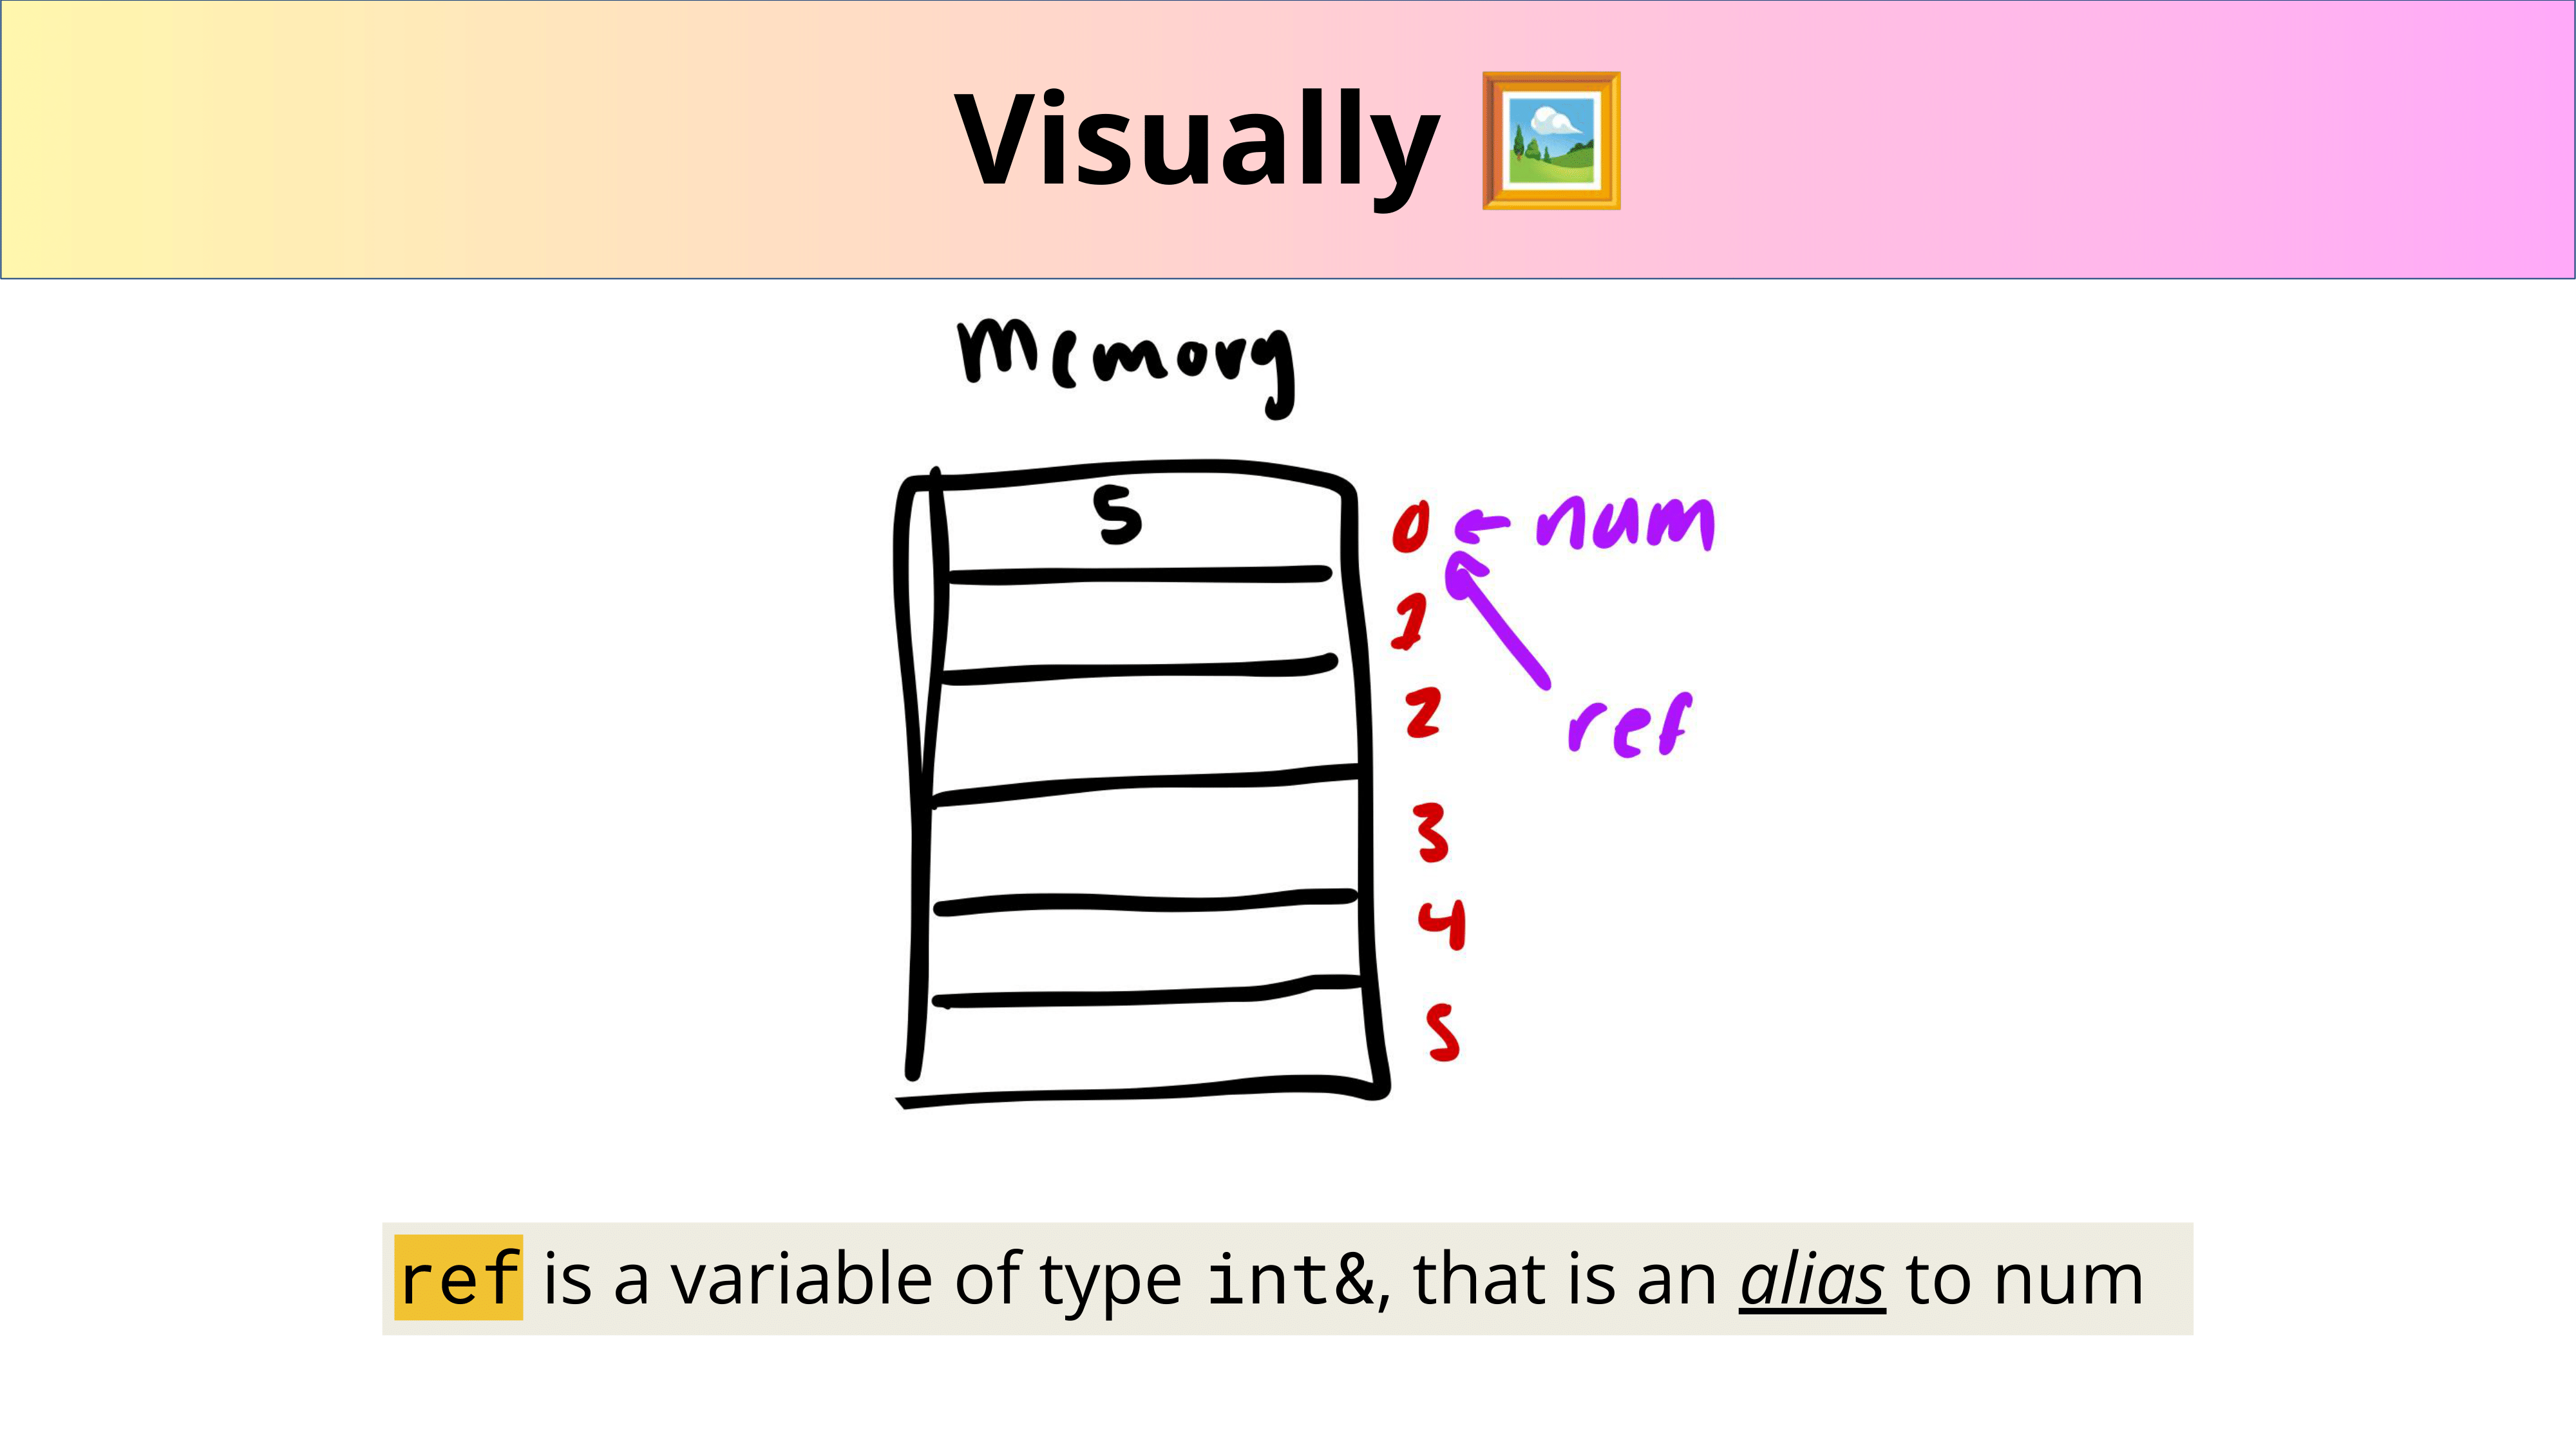 Visually
Memory
5
0 ← num
1
2
ref
3
4
5
ref is a variable of type int&, that is an alias to num